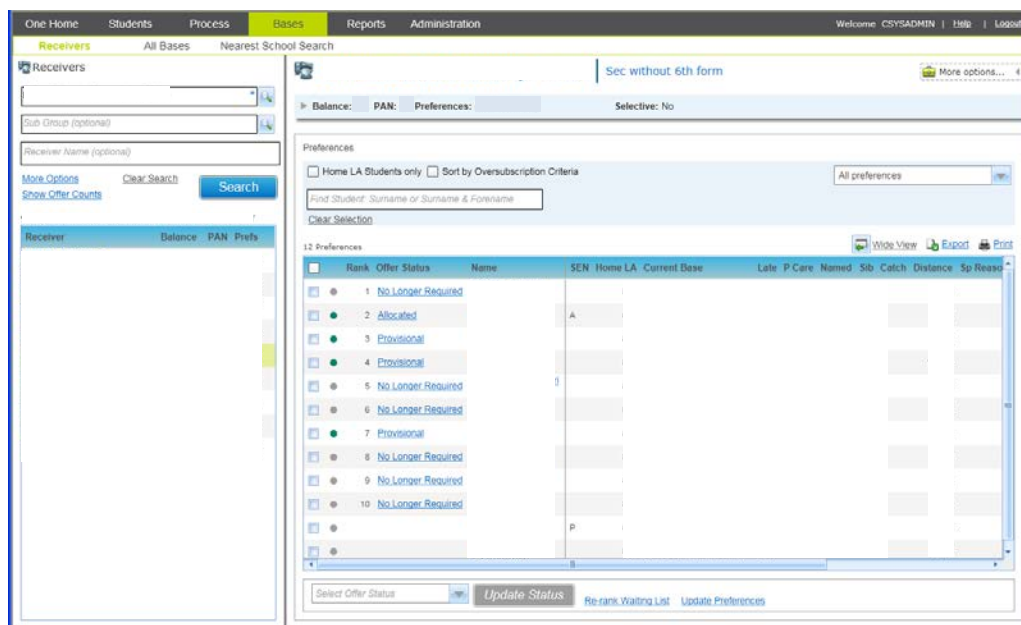 One Home Students Process Bases Reports Administration Welcome CSYSADMIN | Help | Logout
Receivers All Bases Nearest School Search
Receivers
Sub Group (optional)
Receiver Name (optional)
More Options Clear Search Search
Show Offer Counts
Receiver Balance PAN Prefs
Sec without 6th form More options...
Balance: PAN: Preferences: Selective: No
Preferences
Home LA Students only Sort by Oversubscription Criteria All preferences
Find Student: Surname or Surname & Forename
Clear Selection
12 Preferences Wide View Export Print
Rank Offer Status Name SEN Home LA Current Base Late P Care Named Sib Catch Distance Sp Reaso
1 No Longer Required
2 Allocated A
3 Provisional
4 Provisional
5 No Longer Required
6 No Longer Required
7 Provisional
8 No Longer Required
9 No Longer Required
10 No Longer Required
P
Select Offer Status Update Status Re-rank Waiting List Update Preferences